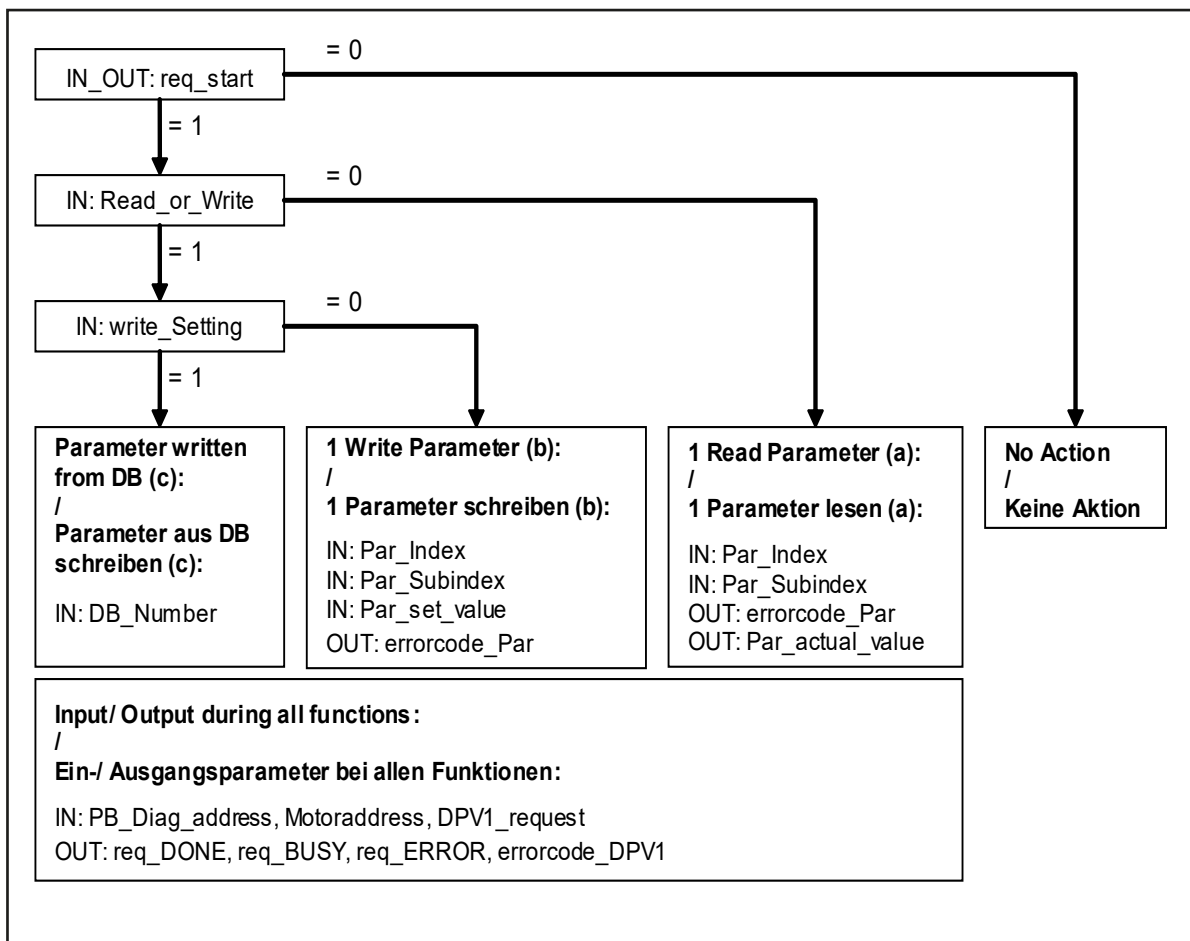 = 0
IN_OUT: req_start
= 1
= 0
IN: Read_or_Write
= 1
= 0
IN: write_Setting
= 1
Parameter written
from DB (c):
/
Parameter aus DB
schreiben (c):
IN: DB_Number
1 Write Parameter (b):
/
1 Parameter schreiben (b):
IN: Par_Index
IN: Par_Subindex
IN: Par_set_value
OUT: errorcode_Par
1 Read Parameter (a):
/
1 Parameter lesen (a):
IN: Par_Index
IN: Par_Subindex
OUT: errorcode_Par
OUT: Par_actual_value
No Action
/
Keine Aktion
Input/ Output during all functions:
/
Ein-/ Ausgangsparameter bei allen Funktionen:
IN: PB_Diag_address, Motoraddress, DPV1_request
OUT: req_DONE, req_BUSY, req_ERROR, errorcode_DPV1